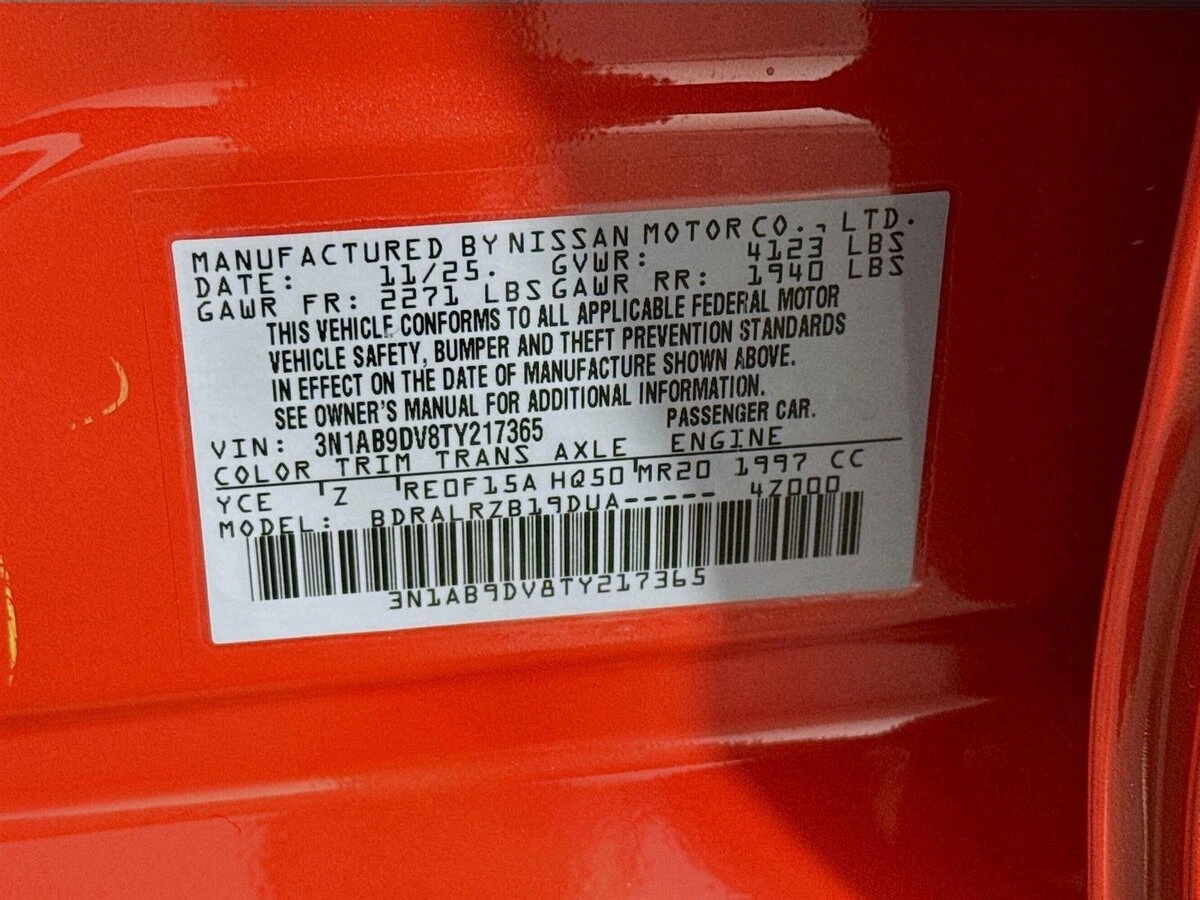 MANUFACTURED BY NISSAN MOTOR CO., LTD.
DATE: 11/25. GVWR: 4123 LBS
GAWR FR: 2271 LBS GAWR RR: 1940 LBS
THIS VEHICLE CONFORMS TO ALL APPLICABLE FEDERAL MOTOR
VEHICLE SAFETY, BUMPER AND THEFT PREVENTION STANDARDS
IN EFFECT ON THE DATE OF MANUFACTURE SHOWN ABOVE.
SEE OWNER'S MANUAL FOR ADDITIONAL INFORMATION.
VIN: 3N1AB9DV8TY217365 PASSENGER CAR.
COLOR TRIM TRANS AXLE ENGINE
YCE Z RE0F15A HQ50 MR20 1997 CC
MODEL: BDRALRZB19DUA----- 4Z000
3N1AB9DV8TY217365